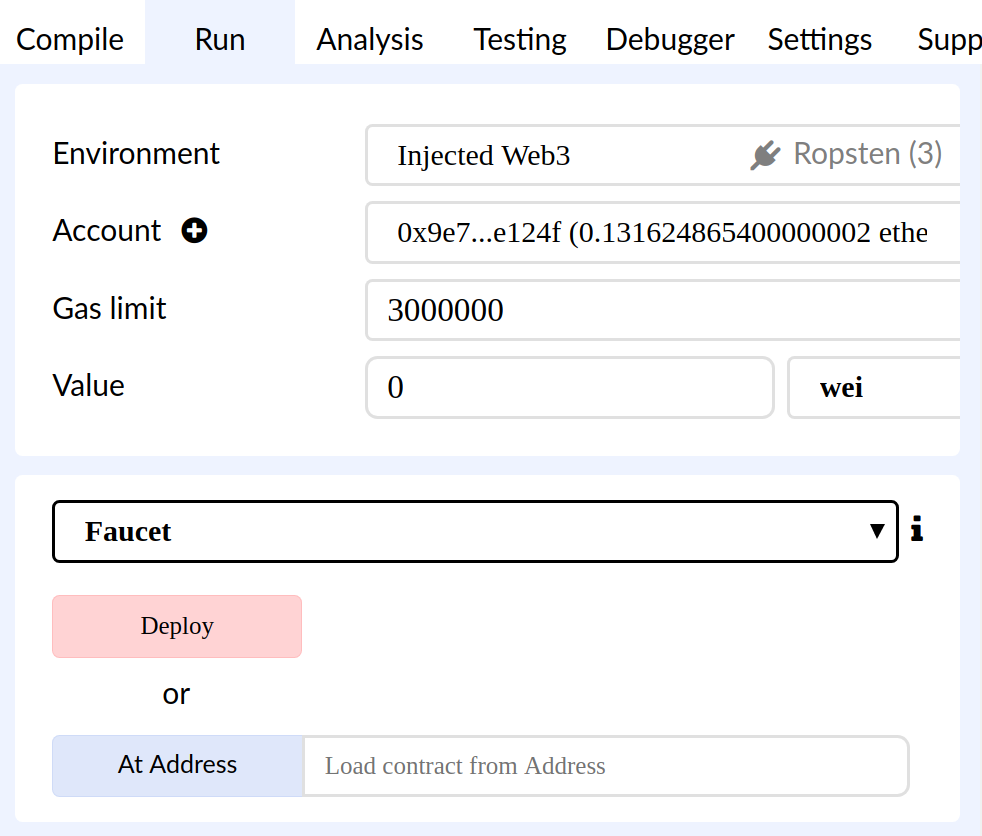 Compile Run Analysis Testing Debugger Settings Supp
Environment Injected Web3 Ropsten (3)
Account 0x9e7...e124f (0.131624865400000002 ethe
Gas limit 3000000
Value 0 wei
Faucet
Deploy
or
At Address Load contract from Address